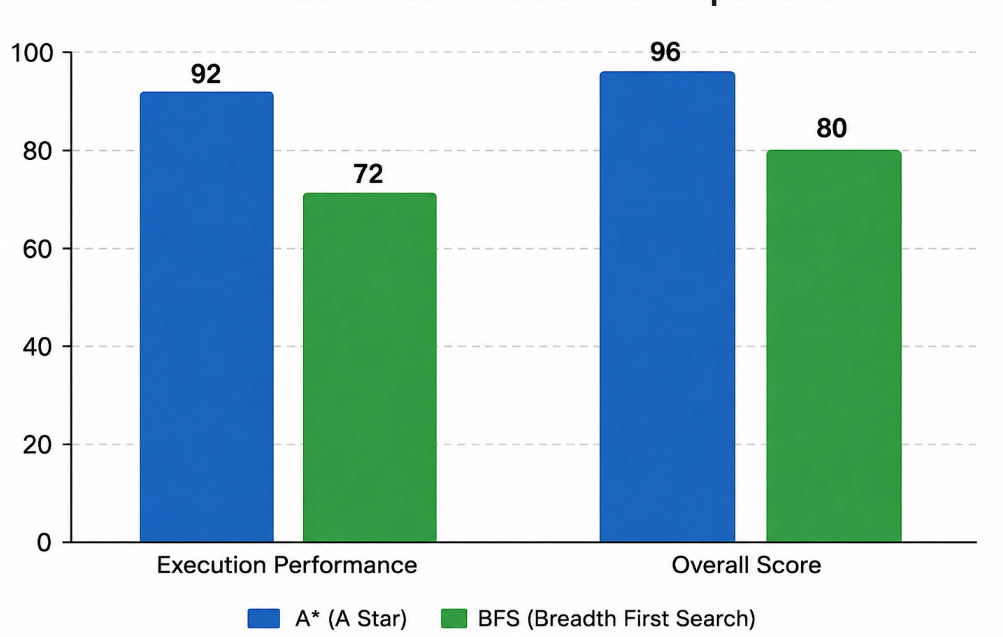 100
80
60
40
20
0
92
72
96
80
Execution Performance
Overall Score
A* (A Star)
BFS (Breadth First Search)